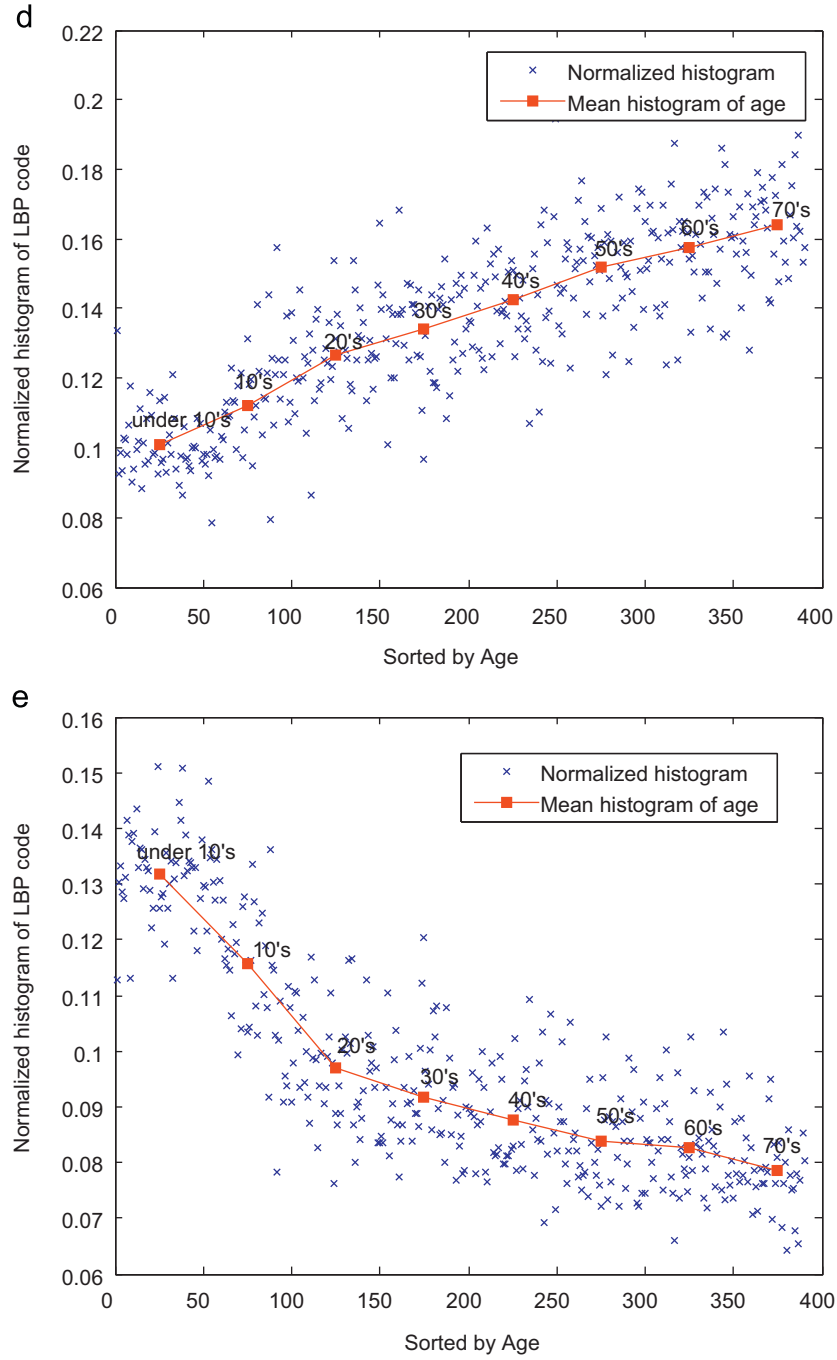 d
0.22
0.2
0.18
0.16
0.14
0.12
0.1
0.08
0.06
Normalized histogram of LBP code
Normalized histogram
Mean histogram of age
under 10's
10's
20's
30's
40's
50's
60's
70's
0
50
100
150
200
250
300
350
400
Sorted by Age
e
0.16
0.15
0.14
0.13
0.12
0.11
0.1
0.09
0.08
0.07
0.06
Normalized histogram of LBP code
Normalized histogram
Mean histogram of age
under 10's
10's
20's
30's
40's
50's
60's
70's
0
50
100
150
200
250
300
350
400
Sorted by Age